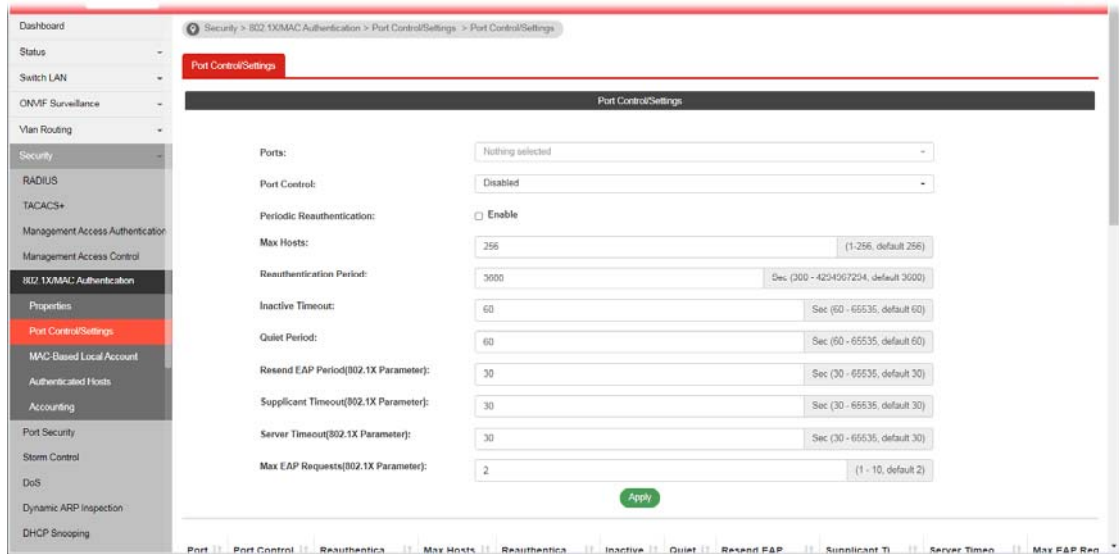 Dashboard
Security > 802.1X/MAC Authentication > Port Control/Settings > Port Control/Settings
Status
Switch LAN
ONVIF Surveillance
Vlan Routing
Security
RADIUS
TACACS+
Management Access Authentication
Management Access Control
802.1X/MAC Authentication
Properties
Port Control/Settings
MAC-Based Local Account
Authenticated Hosts
Accounting
Port Security
Storm Control
DoS
Dynamic ARP Inspection
DHCP Snooping
Port Control/Settings
Port Control/Settings
Ports: Nothing selected
Port Control: Disabled
Periodic Reauthentication: Enable
Max Hosts: 256 (1-256, default 256)
Reauthentication Period: 3600 Sec (300 - 4294967294, default 3600)
Inactive Timeout: 60 Sec (60 - 65535, default 60)
Quiet Period: 60 Sec (60 - 65535, default 60)
Resend EAP Period(802.1X Parameter): 30 Sec (30 - 65535, default 30)
Supplicant Timeout(802.1X Parameter): 30 Sec (30 - 65535, default 30)
Server Timeout(802.1X Parameter): 30 Sec (30 - 65535, default 30)
Max EAP Requests(802.1X Parameter): 2 (1 - 10, default 2)
Apply
Port Port Control Reauthentica Max Hosts Reauthentica Inactive Quiet Resend EAP Supplicant Ti Server Timeo Max EAP Req